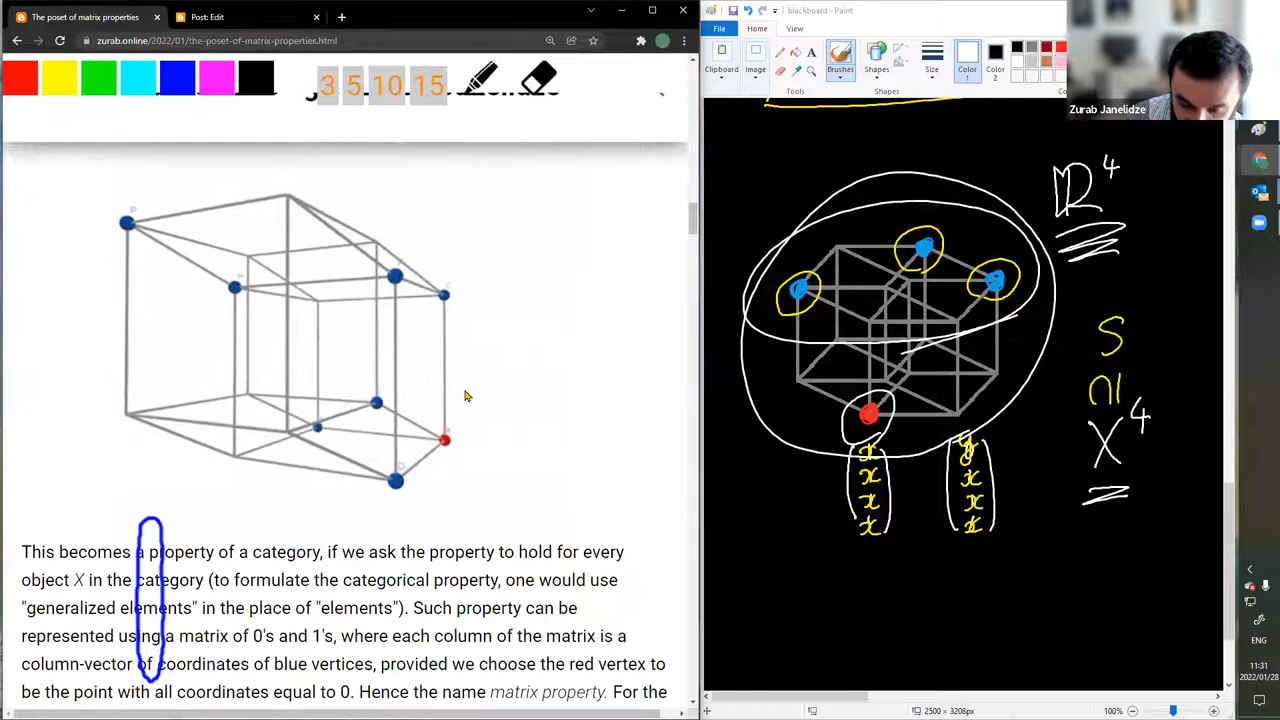 The poset of matrix properties
Post: Edit
zurab.online/2022/01/the-poset-of-matrix-properties.html
3 5 10 15
This becomes a property of a category, if we ask the property to hold for every
object X in the category (to formulate the categorical property, one would use
"generalized elements" in the place of "elements"). Such property can be
represented using a matrix of 0's and 1's, where each column of the matrix is a
column-vector of coordinates of blue vertices, provided we choose the red vertex to
be the point with all coordinates equal to 0. Hence the name matrix property. For the
blackboard - Paint
File Home View
Clipboard Image Brushes Shapes Size Color 1 Color 2
Tools Shapes
Zurab Janelidze
ℝ⁴
S
X⁴
x y
x x
x x
x x
2500 × 3208px
100%
ENG
11:31
2022/01/28